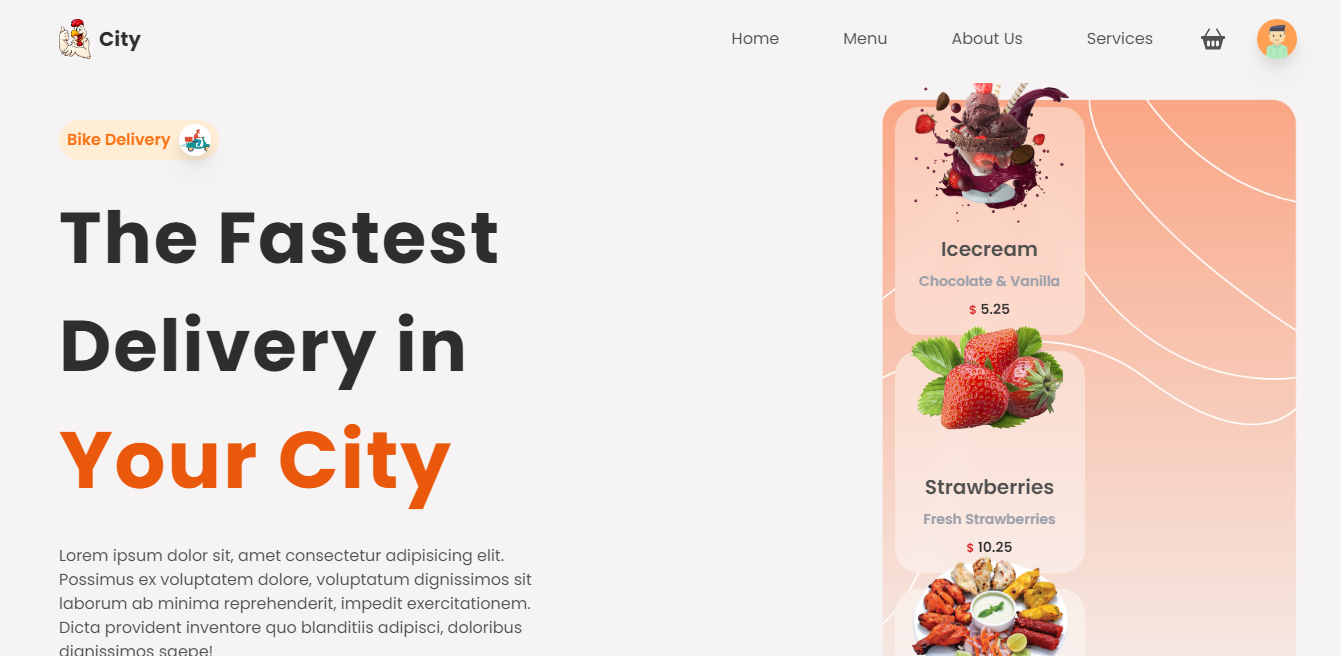 City
Home
Menu
About Us
Services
Bike Delivery
The Fastest
Delivery in
Your City
Lorem ipsum dolor sit, amet consectetur adipisicing elit.
Possimus ex voluptatem dolore, voluptatum dignissimos sit
laborum ab minima reprehenderit, impedit exercitationem.
Dicta provident inventore quo blanditiis adipisci, doloribus
dignissimos saepe!
Icecream
Chocolate & Vanilla
$ 5.25
Strawberries
Fresh Strawberries
$ 10.25